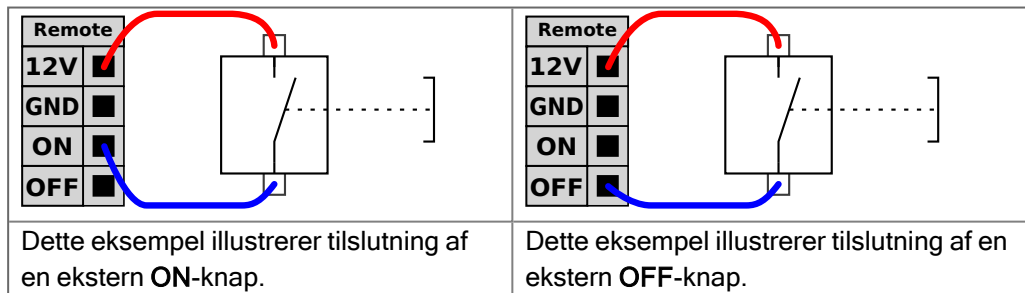 Remote
12V
GND
ON
OFF
Dette eksempel illustrerer tilslutning af
en ekstern ON-knap.
Remote
12V
GND
ON
OFF
Dette eksempel illustrerer tilslutning af en
ekstern OFF-knap.